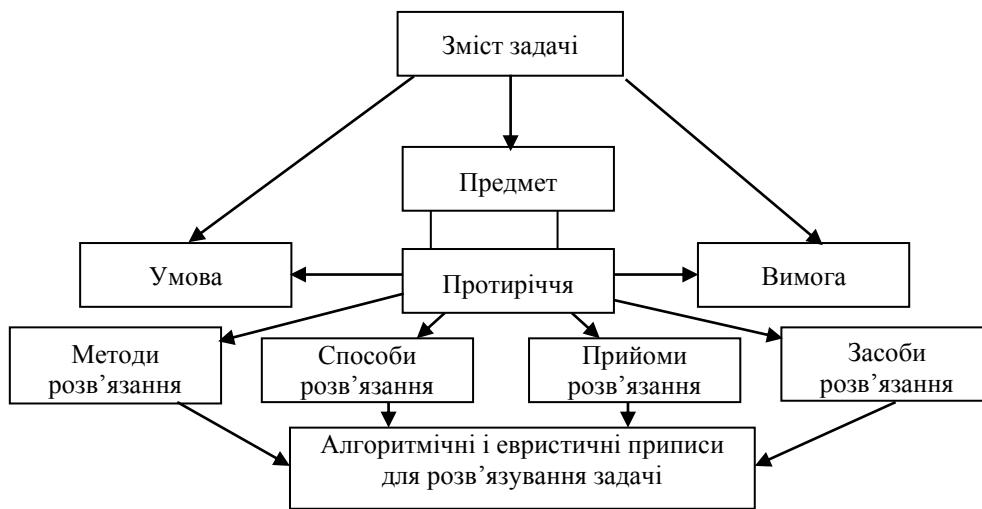 Зміст задачі
Предмет
Умова
Протиріччя
Вимога
Методи
розв’язання
Способи
розв’язання
Прийоми
розв’язання
Засоби
розв’язання
Алгоритмічні і евристичні приписи
для розв’язування задачі